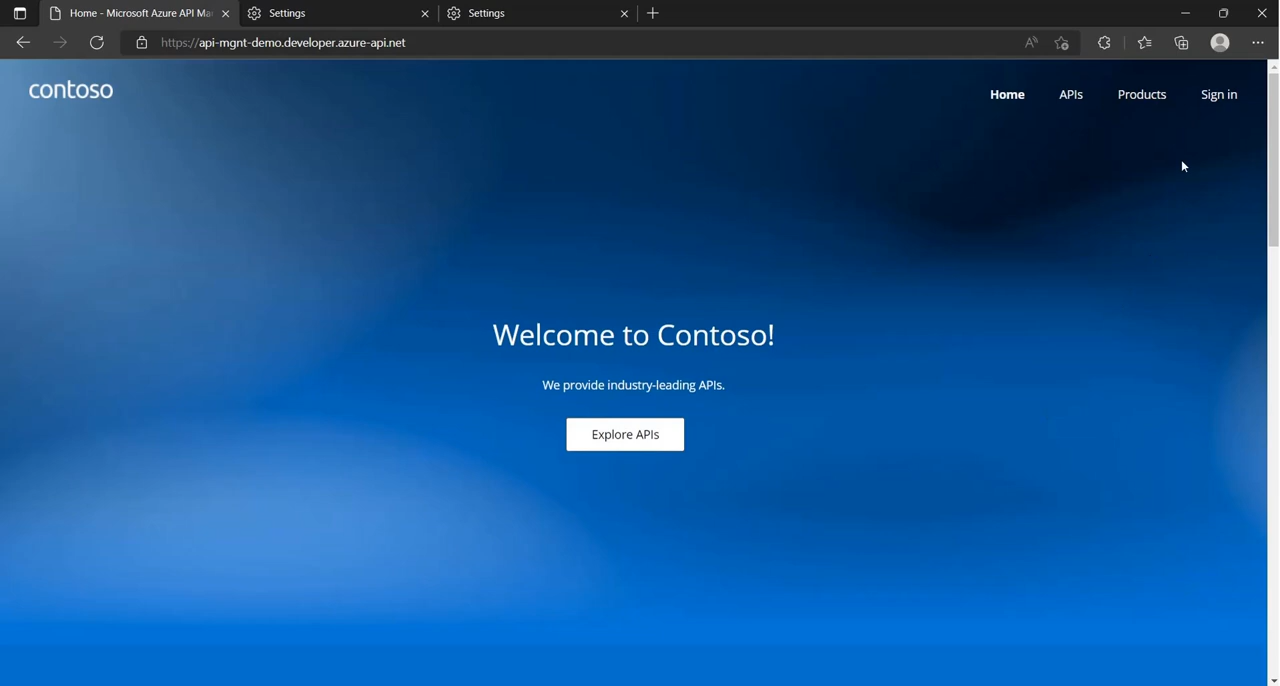 Home - Microsoft Azure API Ma
Settings
Settings
https://api-mgnt-demo.developer.azure-api.net
contoso
Home
APIs
Products
Sign in
Welcome to Contoso!
We provide industry-leading APIs.
Explore APIs